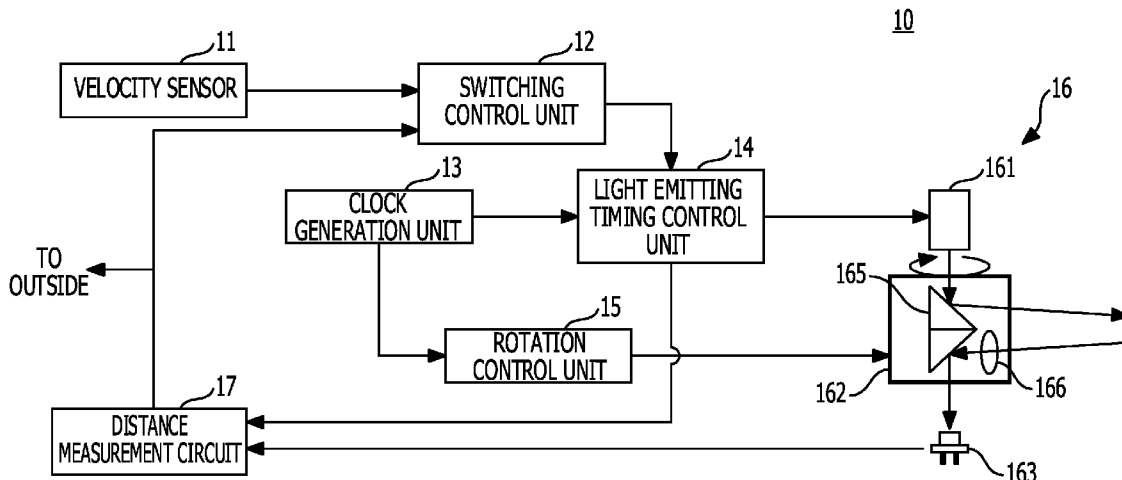 10
11
12
VELOCITY SENSOR
SWITCHING
CONTROL UNIT
16
13
14
161
CLOCK
GENERATION UNIT
LIGHT EMITTING
TIMING CONTROL
UNIT
TO
OUTSIDE
165
15
ROTATION
CONTROL UNIT
162
166
17
DISTANCE
MEASUREMENT CIRCUIT
163